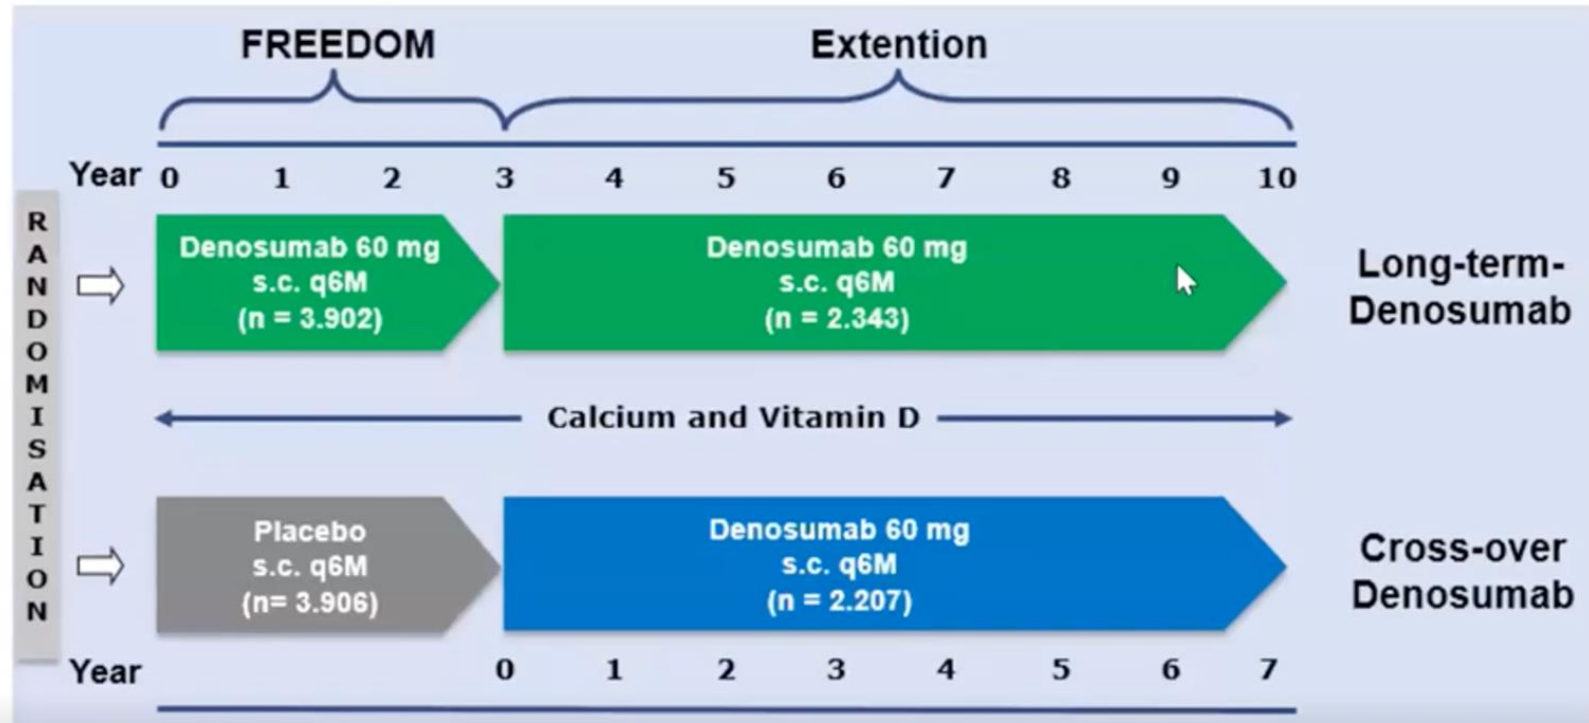 FREEDOM Extention
Year 0 1 2 3 4 5 6 7 8 9 10
RANDOMISATION
Denosumab 60 mg
s.c. q6M
(n = 3.902)
Denosumab 60 mg
s.c. q6M
(n = 2.343)
Long-term-
Denosumab
Calcium and Vitamin D
Placebo
s.c. q6M
(n= 3.906)
Denosumab 60 mg
s.c. q6M
(n = 2.207)
Cross-over
Denosumab
Year 0 1 2 3 4 5 6 7